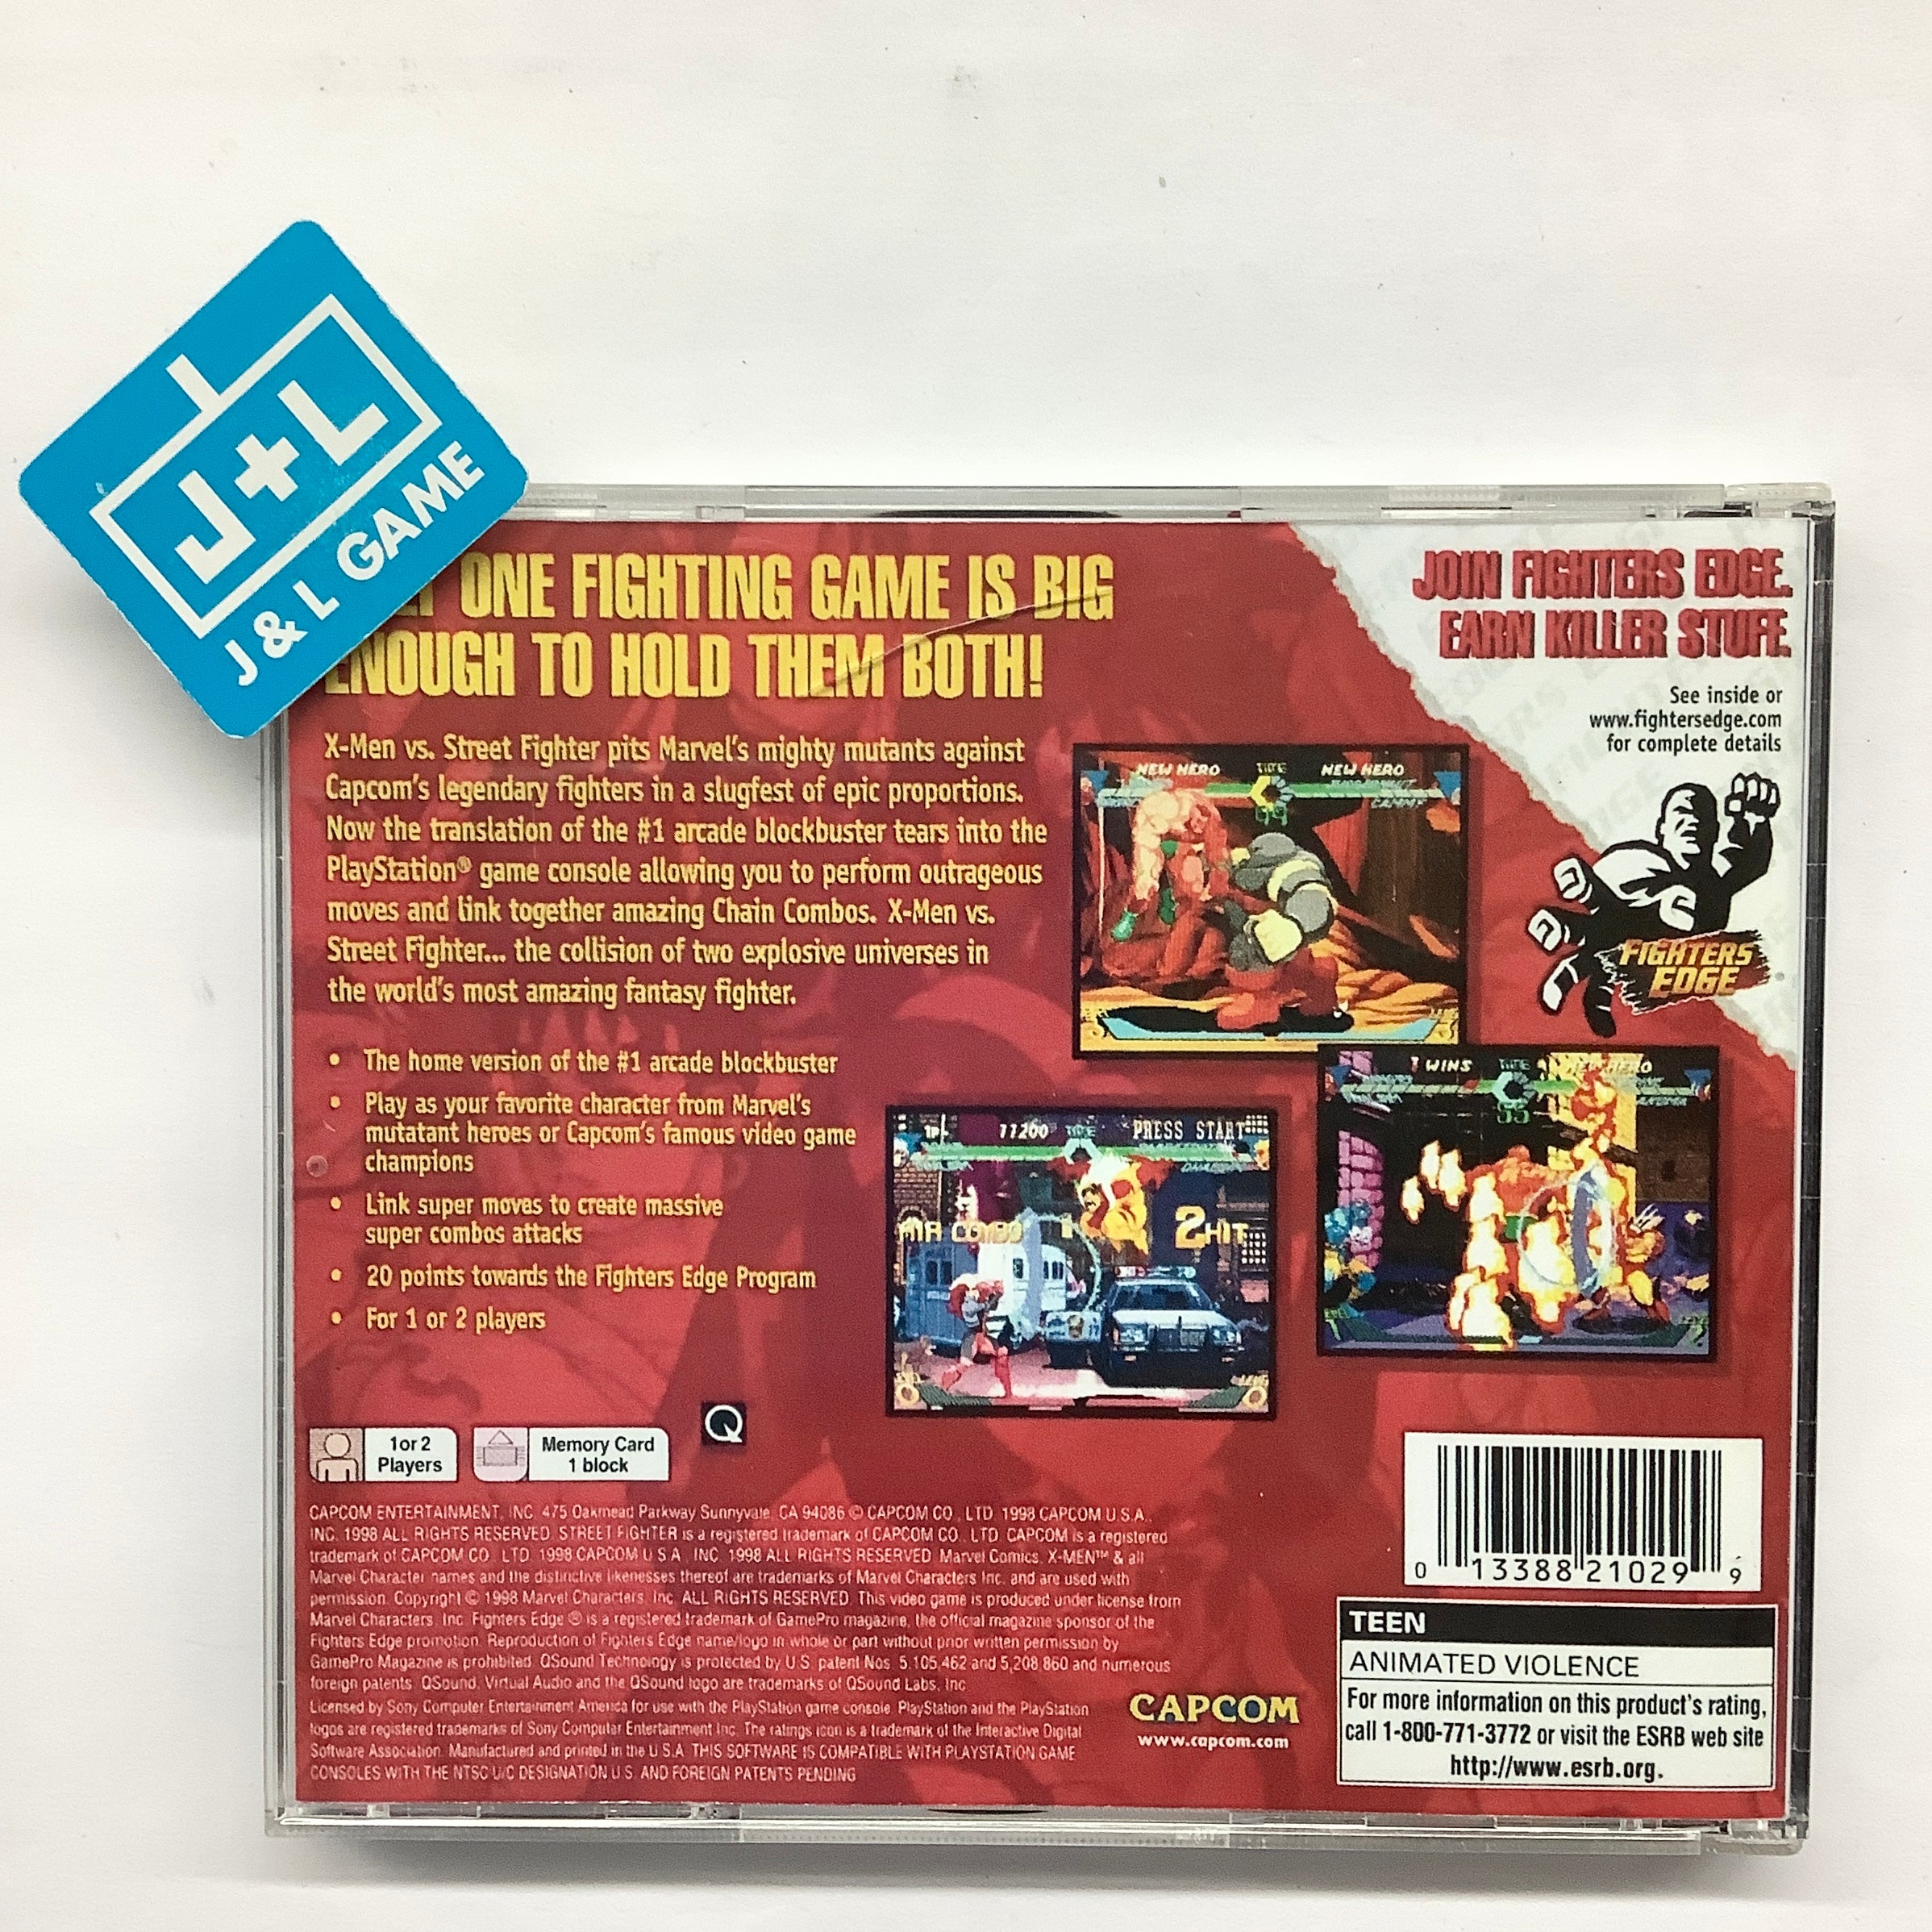 J+L
J & L GAME
ONE FIGHTING GAME IS BIG
ENOUGH TO HOLD THEM BOTH!
JOIN FIGHTERS EDGE.
EARN KILLER STUFF.
See inside or
www.fightersedge.com
for complete details
FIGHTERS
EDGE
X-Men vs. Street Fighter pits Marvel's mighty mutants against
Capcom's legendary fighters in a slugfest of epic proportions.
Now the translation of the #1 arcade blockbuster tears into the
PlayStation® game console allowing you to perform outrageous
moves and link together amazing Chain Combos. X-Men vs.
Street Fighter... the collision of two explosive universes in
the world's most amazing fantasy fighter.
• The home version of the #1 arcade blockbuster
• Play as your favorite character from Marvel's
mutatant heroes or Capcom's famous video game
champions
• Link super moves to create massive
super combos attacks
• 20 points towards the Fighters Edge Program
• For 1 or 2 players
NEW HERO TIME NEW HERO
CAMMY
99
1 WINS TIME HERO
55
1P- 11200 TIME PRESS START
AIR COMBO 2 HIT
1 or 2
Players
Memory Card
1 block
Q
CAPCOM ENTERTAINMENT, INC. 475 Oakmead Parkway Sunnyvale, CA 94086 © CAPCOM CO., LTD. 1998 CAPCOM U.S.A.,
INC. 1998 ALL RIGHTS RESERVED. STREET FIGHTER is a registered trademark of CAPCOM CO., LTD. CAPCOM is a registered
trademark of CAPCOM CO., LTD. 1998 CAPCOM U.S.A., INC. 1998 ALL RIGHTS RESERVED. Marvel Comics, X-MEN™ & all
Marvel Character names and the distinctive likenesses thereof are trademarks of Marvel Characters Inc. and are used with
permission. Copyright © 1998 Marvel Characters, Inc. ALL RIGHTS RESERVED. This video game is produced under license from
Marvel Characters, Inc. Fighters Edge ® is a registered trademark of GamePro magazine, the official magazine sponsor of the
Fighters Edge promotion. Reproduction of Fighters Edge name/logo in whole or part without prior written permission by
GamePro Magazine is prohibited. QSound Technology is protected by U.S. patent Nos. 5,105,462 and 5,208,860 and numerous
foreign patents. QSound, Virtual Audio and the QSound logo are trademarks of QSound Labs, Inc.
Licensed by Sony Computer Entertainment America for use with the PlayStation game console. PlayStation and the PlayStation
logos are registered trademarks of Sony Computer Entertainment Inc. The ratings icon is a trademark of the Interactive Digital
Software Association. Manufactured and printed in the U.S.A. THIS SOFTWARE IS COMPATIBLE WITH PLAYSTATION GAME
CONSOLES WITH THE NTSC U/C DESIGNATION U.S. AND FOREIGN PATENTS PENDING
CAPCOM
www.capcom.com
0 13388 21029 9
TEEN
ANIMATED VIOLENCE
For more information on this product's rating,
call 1-800-771-3772 or visit the ESRB web site
http://www.esrb.org.